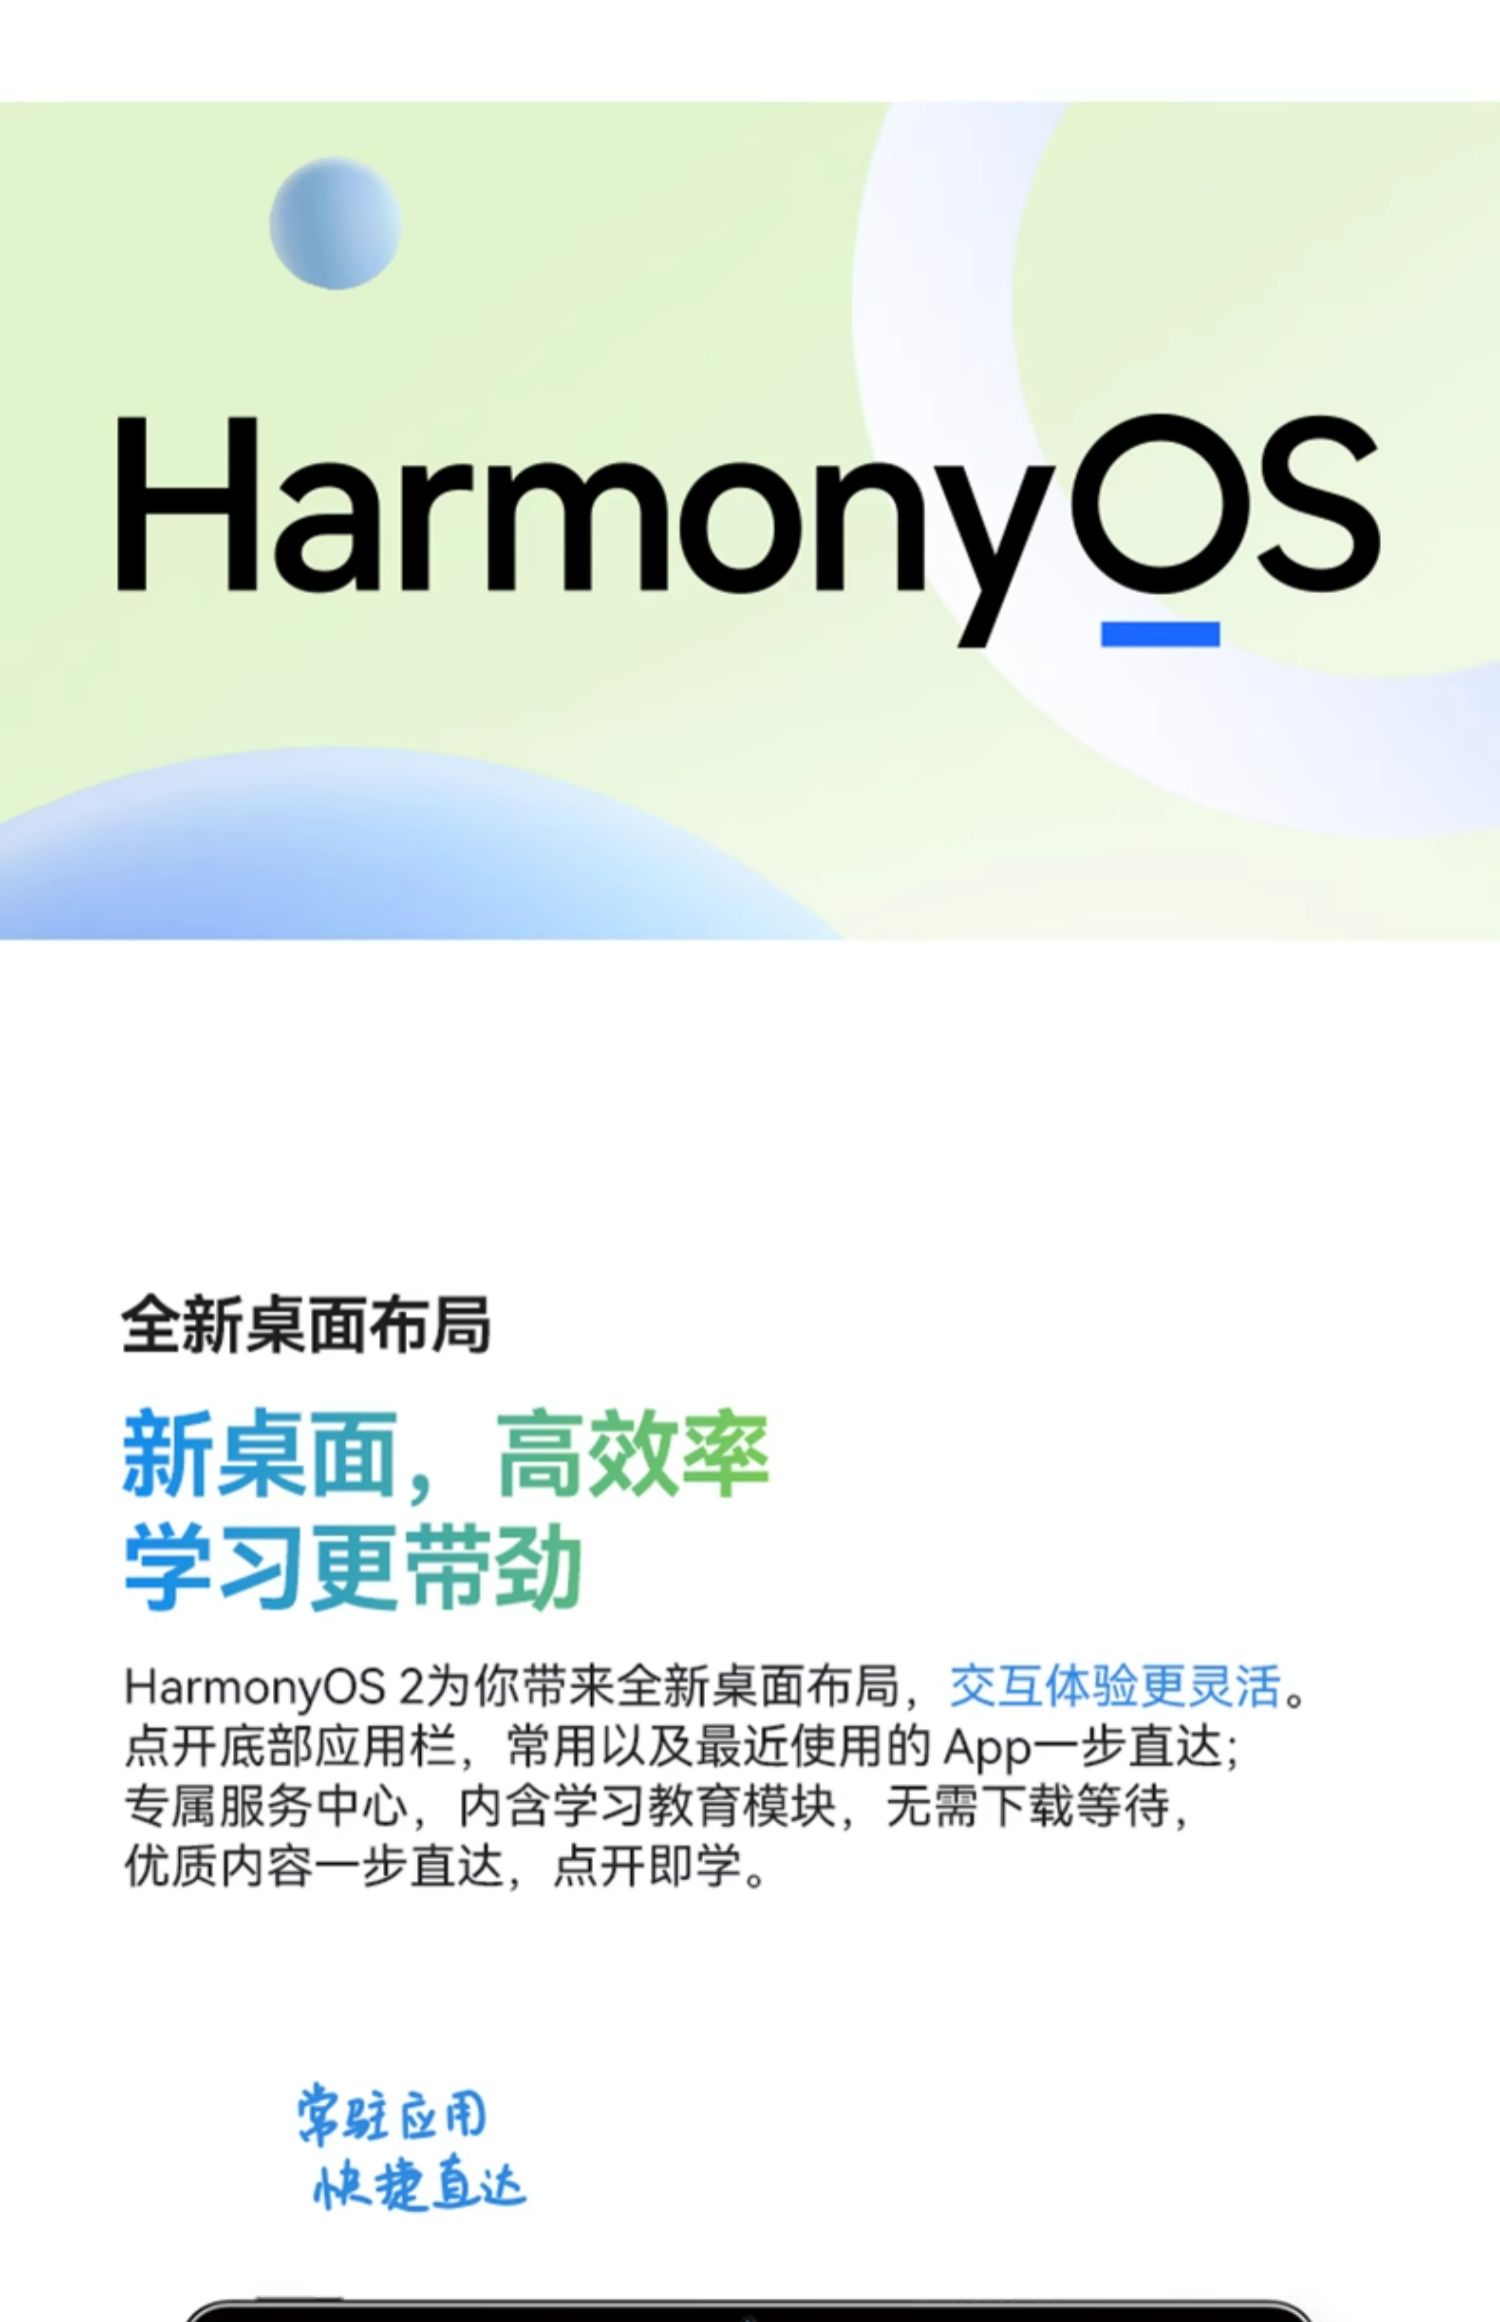 HarmonyOS
全新桌面布局
新桌面，高效率
学习更带劲
HarmonyOS 2为你带来全新桌面布局，交互体验更灵活。
点开底部应用栏，常用以及最近使用的 App一步直达；
专属服务中心，内含学习教育模块，无需下载等待，
优质内容一步直达，点开即学。
常驻应用
快捷直达